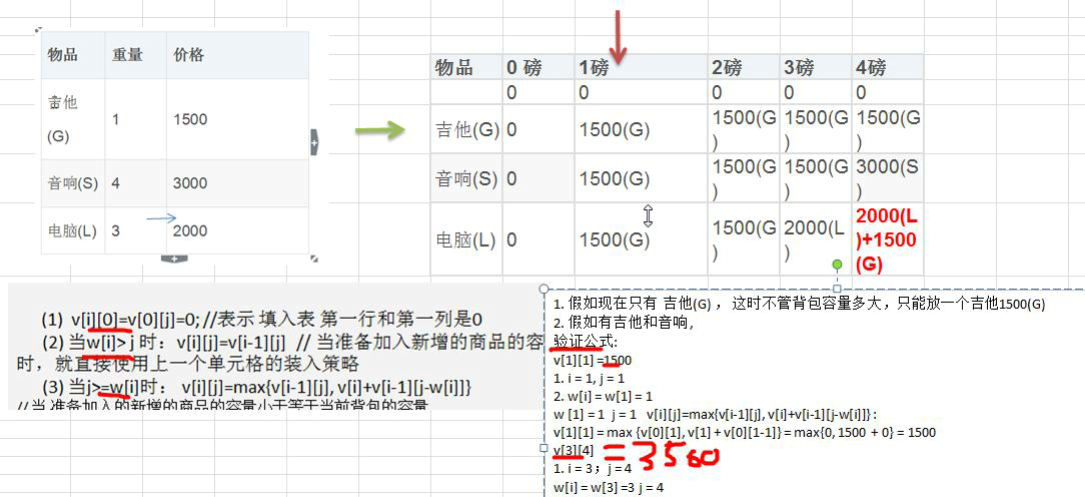 物品 重量 价格
吉他
(G) 1 1500
音响(S) 4 3000
电脑(L) 3 2000
物品 0 磅 1磅 2磅 3磅 4磅
0 0 0 0 0
吉他(G) 0 1500(G) 1500(G) 1500(G) 1500(G)
音响(S) 0 1500(G) 1500(G) 1500(G) 3000(S)
电脑(L) 0 1500(G) 1500(G) 2000(L) 2000(L)+1500(G)
(1) v[i][0]=v[0][j]=0; //表示 填入表 第一行和第一列是0
(2) 当w[i]> j 时：v[i][j]=v[i-1][j] // 当准备加入新增的商品的容
时，就直接使用上一个单元格的装入策略
(3) 当j>=w[i]时： v[i][j]=max{v[i-1][j], v[i]+v[i-1][j-w[i]]}
//当 准备加入的新增的商品的容量小于等于当前背包的容量
1. 假如现在只有 吉他(G) ， 这时不管背包容量多大，只能放一个吉他1500(G)
2. 假如有吉他和音响,
验证公式:
v[1][1] =1500
1. i = 1, j = 1
2. w[i] = w[1] = 1
w [1] = 1 j = 1 v[i][j]=max{v[i-1][j], v[i]+v[i-1][j-w[i]]} :
v[1][1] = max {v[0][1], v[1] + v[0][1-1]} = max{0, 1500 + 0} = 1500
v[3][4] =3500
1. i = 3；j = 4
w[i] = w[3] =3 j = 4